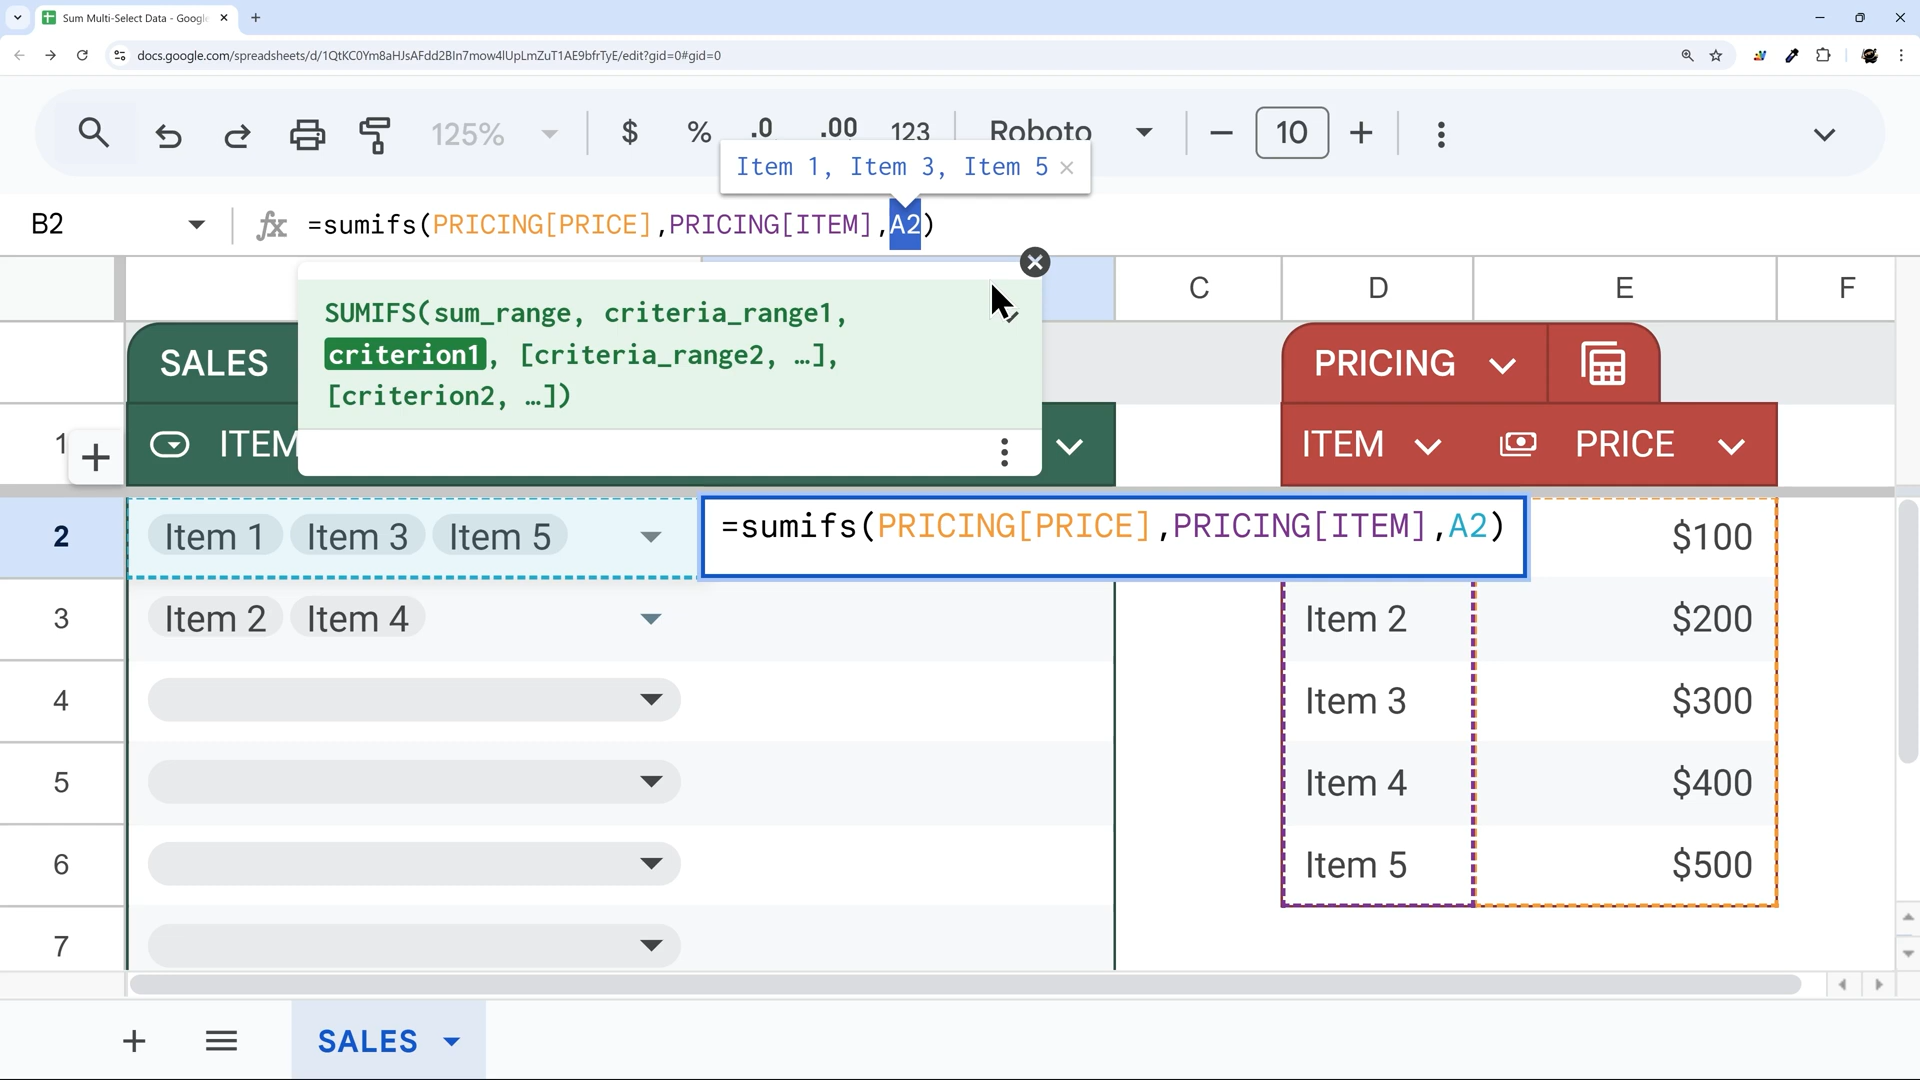 Sum Multi-Select Data - Googl
docs.google.com/spreadsheets/d/1QtKC0Ym8aHJsAFdd2BIn7mow4lUpLmZuT1AE9bfrTyE/edit?gid=0#gid=0
125% $ % .0 .00 123 Roboto 10
Item 1, Item 3, Item 5
B2 fx =sumifs(PRICING[PRICE],PRICING[ITEM],A2)
C D E F
SUMIFS(sum_range, criteria_range1,
criterion1, [criteria_range2, …],
[criterion2, …])
SALES PRICING
1 ITEM ITEM PRICE
2 Item 1 Item 3 Item 5 =sumifs(PRICING[PRICE],PRICING[ITEM],A2) $100
3 Item 2 Item 4 Item 2 $200
4 Item 3 $300
5 Item 4 $400
6 Item 5 $500
7
SALES